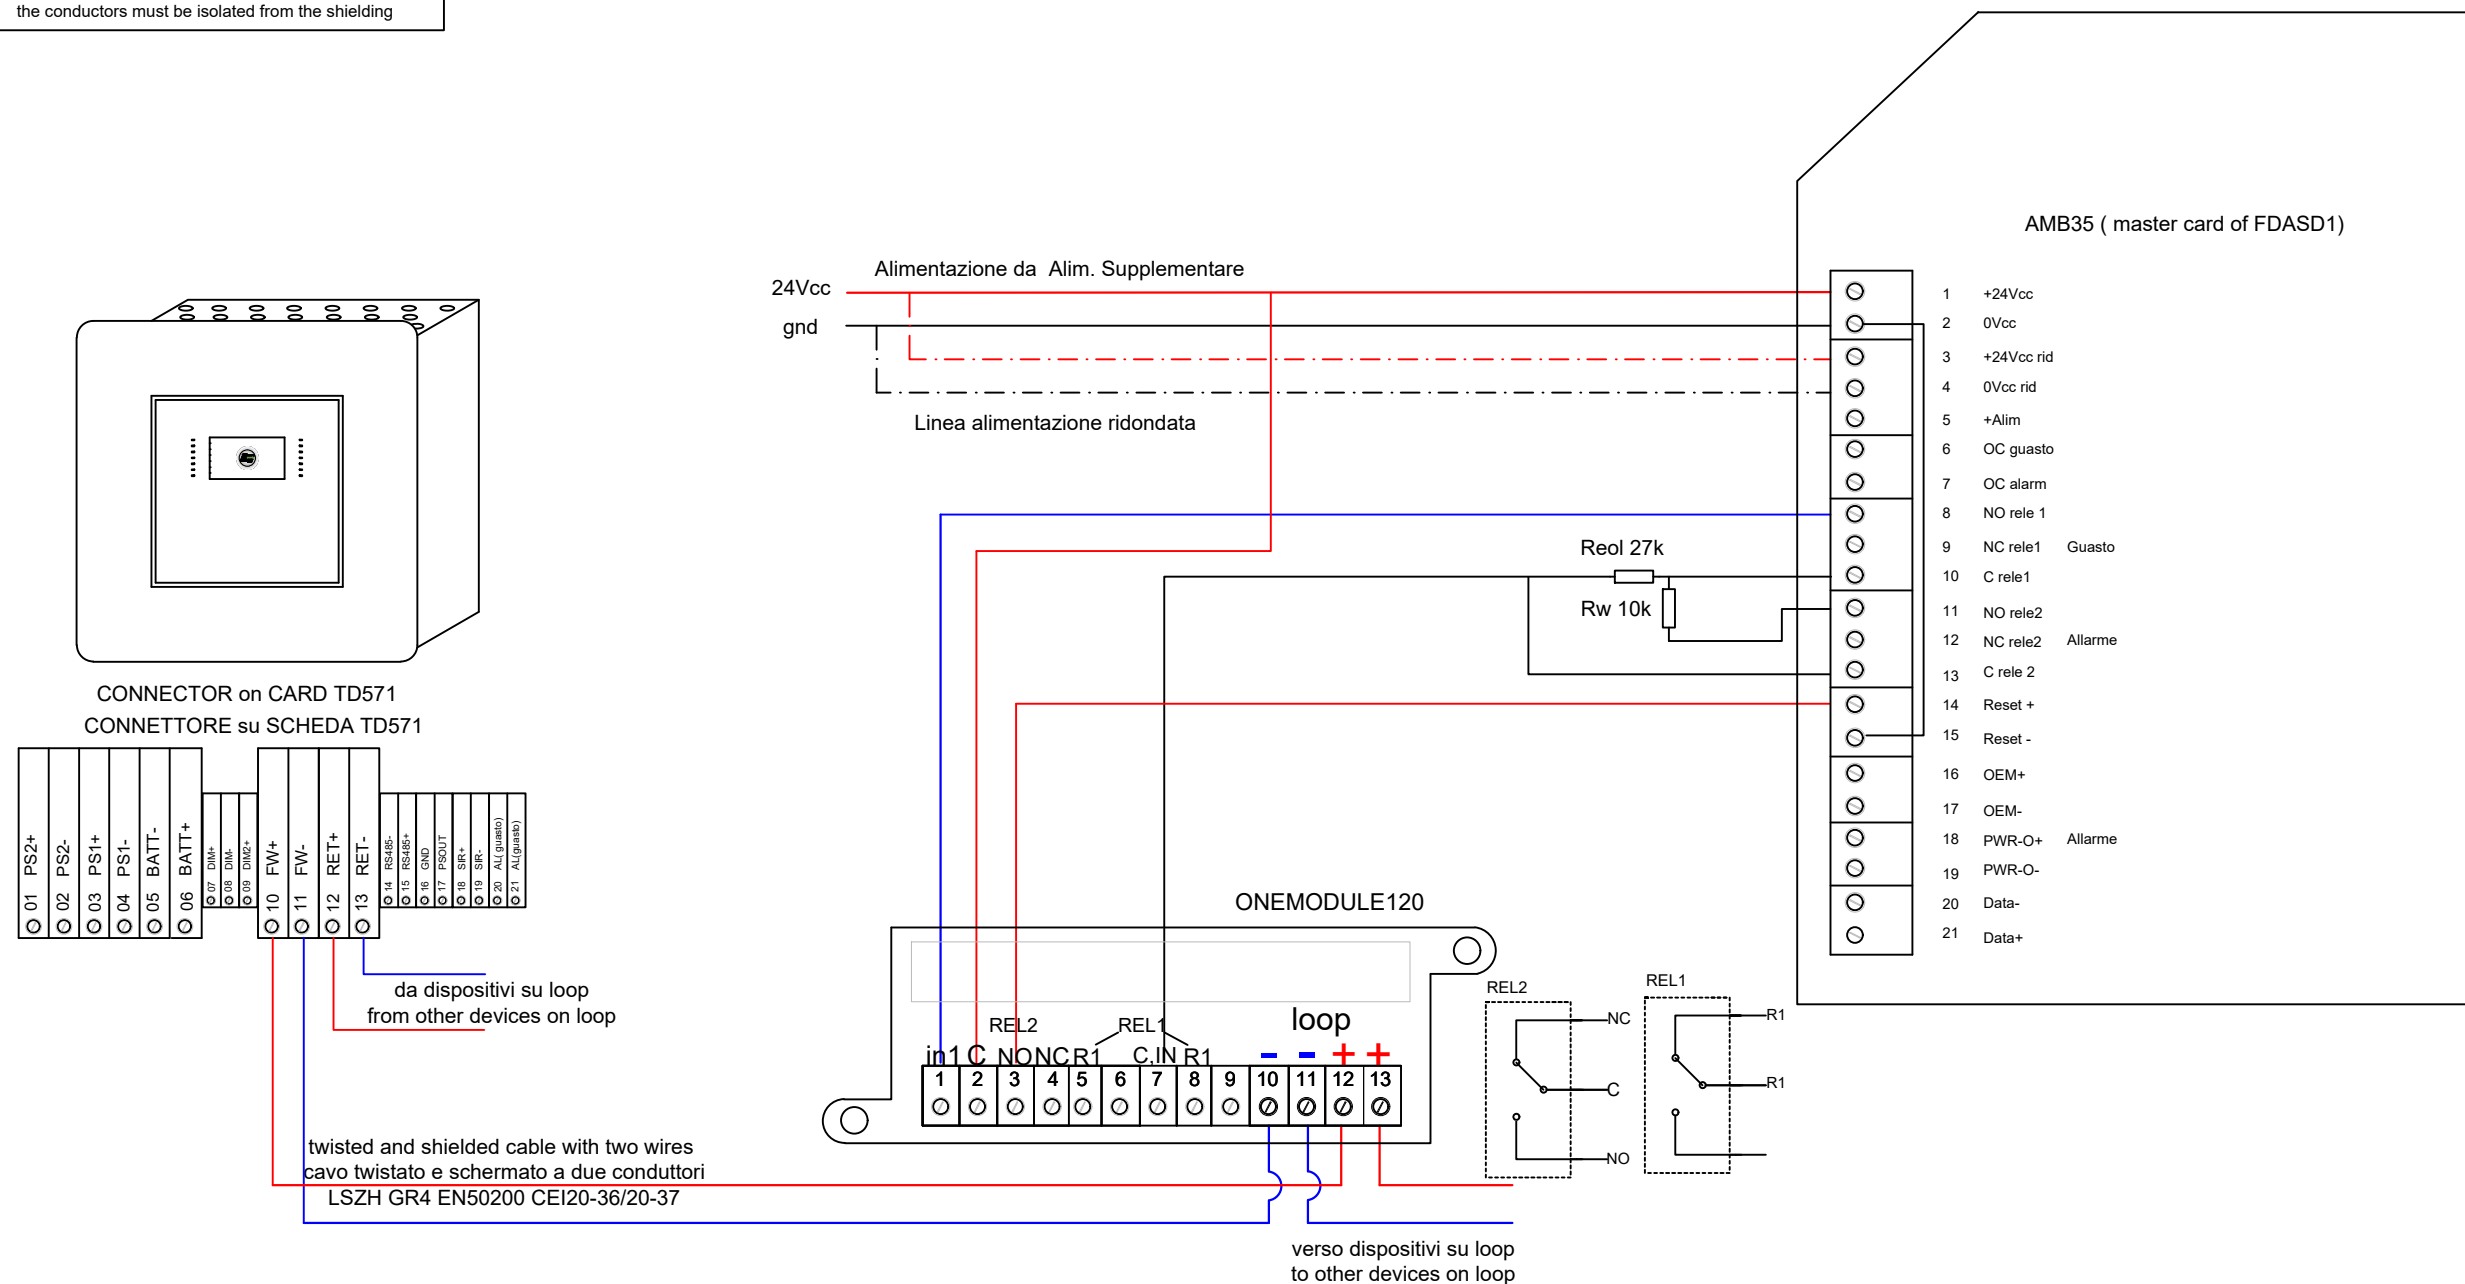 the conductors must be isolated from the shielding
AMB35 ( master card of FDASD1)
Alimentazione da Alim. Supplementare
24Vcc
gnd
Linea alimentazione ridondata
1 +24Vcc
2 0Vcc
3 +24Vcc rid
4 0Vcc rid
5 +Alim
6 OC guasto
7 OC alarm
8 NO rele 1
9 NC rele1 Guasto
10 C rele1
11 NO rele2
12 NC rele2 Allarme
13 C rele 2
14 Reset +
15 Reset -
16 OEM+
17 OEM-
18 PWR-O+ Allarme
19 PWR-O-
20 Data-
21 Data+
Reol 27k
Rw 10k
CONNECTOR on CARD TD571
CONNETTORE su SCHEDA TD571
01 PS2+
02 PS2-
03 PS1+
04 PS1-
05 BATT-
06 BATT+
07 DIM+
08 DIM-
09 DIM2+
10 FW+
11 FW-
12 RET+
13 RET-
14 RS485-
15 RS485+
16 GND
17 PSOUT
18 SIR+
19 SIR-
20 AL( guasto)
21 AL(guasto)
da dispositivi su loop
from other devices on loop
ONEMODULE120
REL2 REL1 loop
in1 C NO NC R1 C,IN R1 - - + +
1 2 3 4 5 6 7 8 9 10 11 12 13
REL2
NC
C
NO
REL1
R1
R1
twisted and shielded cable with two wires
cavo twistato e schermato a due conduttori
LSZH GR4 EN50200 CEI20-36/20-37
verso dispositivi su loop
to other devices on loop